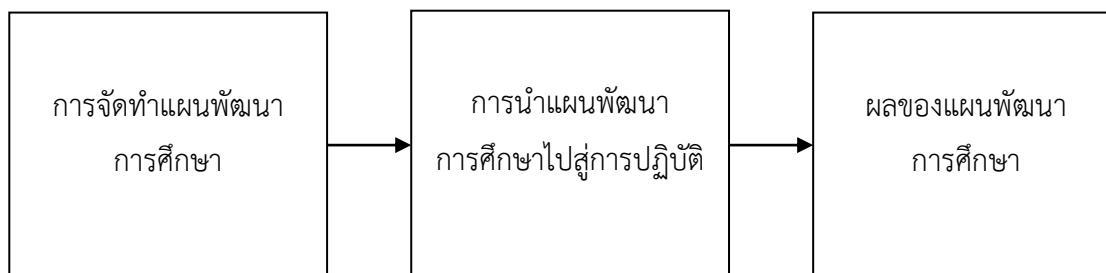 การจัดทำแผนพัฒนา
การศึกษา
การนำแผนพัฒนา
การศึกษาไปสู่การปฏิบัติ
ผลของแผนพัฒนา
การศึกษา